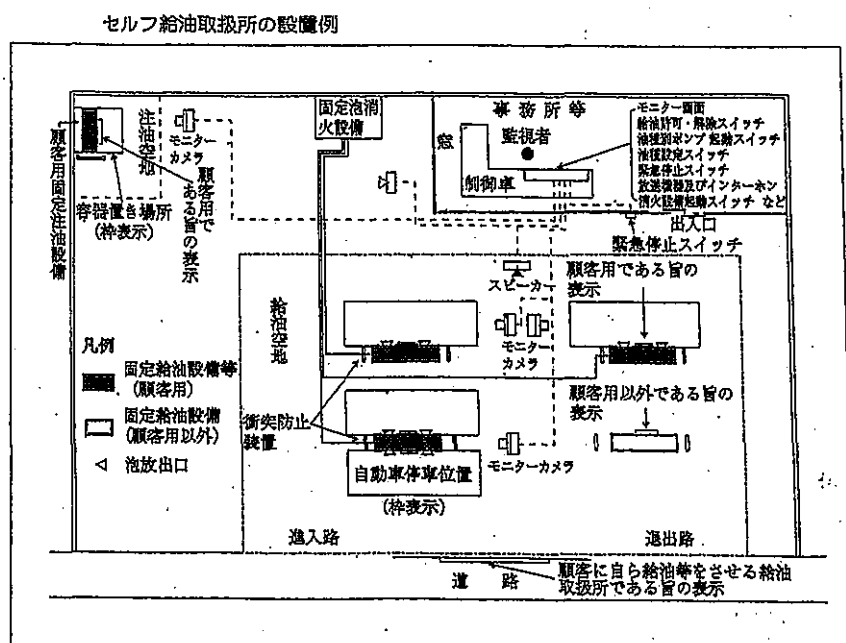 セルフ給油取扱所の設置例
固定泡消
火設備
事務所等
監視者
窓
制御卓
モニター画面
給油許可・解除スイッチ
油種別ポンプ起動スイッチ
油種設定スイッチ
緊急停止スイッチ
放送機器及びインターホン
消火設備起動スイッチ など
出入口
緊急停止スイッチ
注油空地
モニター
カメラ
顧客用で
ある旨の表示
顧客用固定注油設備
容器置き場所
(枠表示)
スピーカー
顧客用である旨の
表示
給油空地
モニター
カメラ
凡例
固定給油設備等
(顧客用)
固定給油設備
(顧客用以外)
泡放出口
衝突防止
装置
顧客用以外である旨の
表示
モニターカメラ
自動車停車位置
(枠表示)
進入路
退出路
道 路
顧客に自ら給油等をさせる給油
取扱所である旨の表示